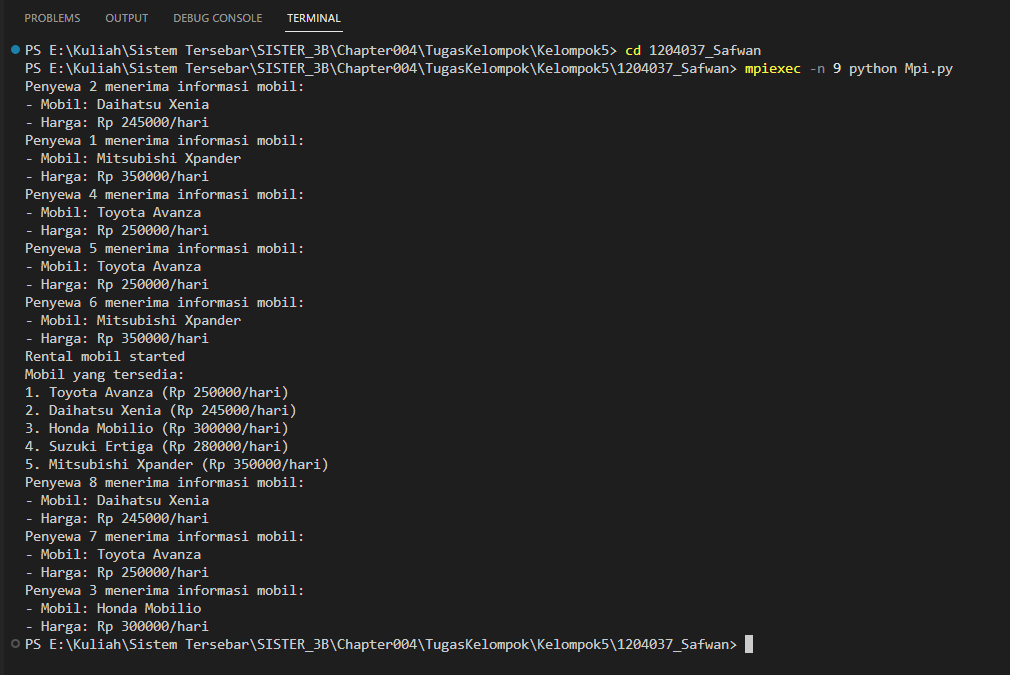 PROBLEMS OUTPUT DEBUG CONSOLE TERMINAL
PS E:\Kuliah\Sistem Tersebar\SISTER_3B\Chapter004\TugasKelompok\Kelompok5> cd 1204037_Safwan
PS E:\Kuliah\Sistem Tersebar\SISTER_3B\Chapter004\TugasKelompok\Kelompok5\1204037_Safwan> mpiexec -n 9 python Mpi.py
Penyewa 2 menerima informasi mobil:
- Mobil: Daihatsu Xenia
- Harga: Rp 245000/hari
Penyewa 1 menerima informasi mobil:
- Mobil: Mitsubishi Xpander
- Harga: Rp 350000/hari
Penyewa 4 menerima informasi mobil:
- Mobil: Toyota Avanza
- Harga: Rp 250000/hari
Penyewa 5 menerima informasi mobil:
- Mobil: Toyota Avanza
- Harga: Rp 250000/hari
Penyewa 6 menerima informasi mobil:
- Mobil: Mitsubishi Xpander
- Harga: Rp 350000/hari
Rental mobil started
Mobil yang tersedia:
1. Toyota Avanza (Rp 250000/hari)
2. Daihatsu Xenia (Rp 245000/hari)
3. Honda Mobilio (Rp 300000/hari)
4. Suzuki Ertiga (Rp 280000/hari)
5. Mitsubishi Xpander (Rp 350000/hari)
Penyewa 8 menerima informasi mobil:
- Mobil: Daihatsu Xenia
- Harga: Rp 245000/hari
Penyewa 7 menerima informasi mobil:
- Mobil: Toyota Avanza
- Harga: Rp 250000/hari
Penyewa 3 menerima informasi mobil:
- Mobil: Honda Mobilio
- Harga: Rp 300000/hari
PS E:\Kuliah\Sistem Tersebar\SISTER_3B\Chapter004\TugasKelompok\Kelompok5\1204037_Safwan>